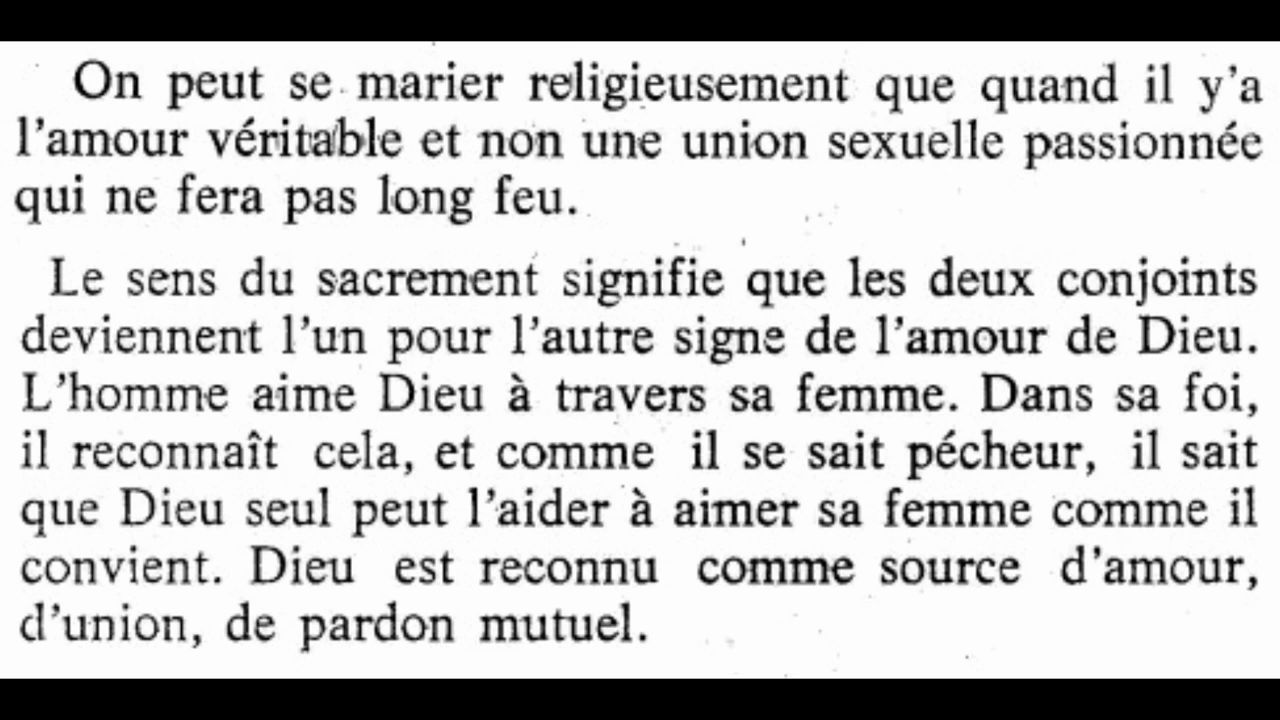 On peut se marier religieusement que quand il y'a
l'amour véritable et non une union sexuelle passionnée
qui ne fera pas long feu.
Le sens du sacrement signifie que les deux conjoints
deviennent l'un pour l'autre signe de l'amour de Dieu.
L'homme aime Dieu à travers sa femme. Dans sa foi,
il reconnaît cela, et comme il se sait pécheur, il sait
que Dieu seul peut l'aider à aimer sa femme comme il
convient. Dieu est reconnu comme source d'amour,
d'union, de pardon mutuel.